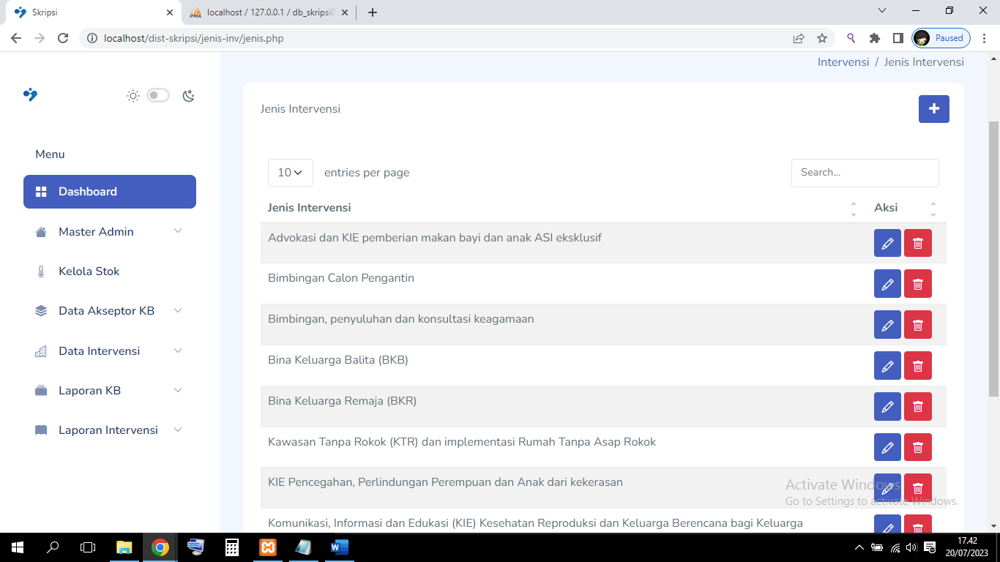 Skripsi
localhost / 127.0.0.1 / db_skripsi0
localhost/dist-skripsi/jenis-inv/jenis.php
Paused
Intervensi / Jenis Intervensi
Menu
Dashboard
Master Admin
Kelola Stok
Data Akseptor KB
Data Intervensi
Laporan KB
Laporan Intervensi
Jenis Intervensi
10 entries per page
Search...
Jenis Intervensi Aksi
Advokasi dan KIE pemberian makan bayi dan anak ASI eksklusif
Bimbingan Calon Pengantin
Bimbingan, penyuluhan dan konsultasi keagamaan
Bina Keluarga Balita (BKB)
Bina Keluarga Remaja (BKR)
Kawasan Tanpa Rokok (KTR) dan implementasi Rumah Tanpa Asap Rokok
KIE Pencegahan, Perlindungan Perempuan dan Anak dari kekerasan
Komunikasi, Informasi dan Edukasi (KIE) Kesehatan Reproduksi dan Keluarga Berencana bagi Keluarga
Activate Windows
Go to Settings to activate Windows.
17.42
20/07/2023